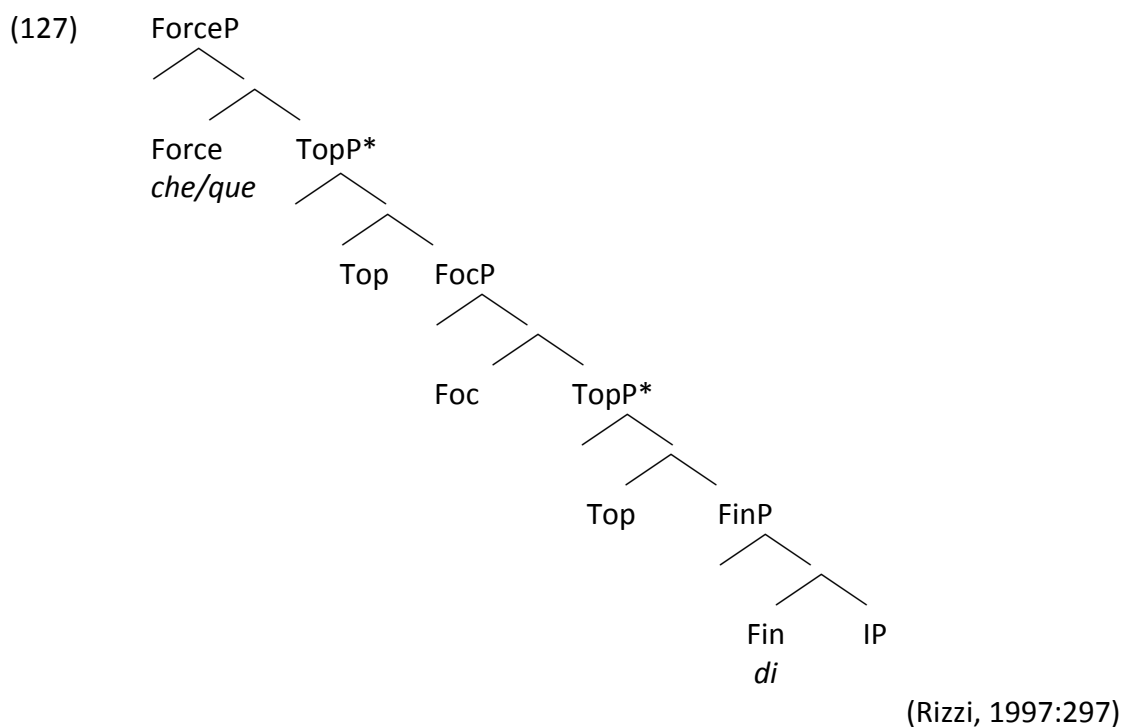 (127) ForceP
Force TopP*
che/que
Top FocP
Foc TopP*
Top FinP
Fin IP
di
(Rizzi, 1997:297)